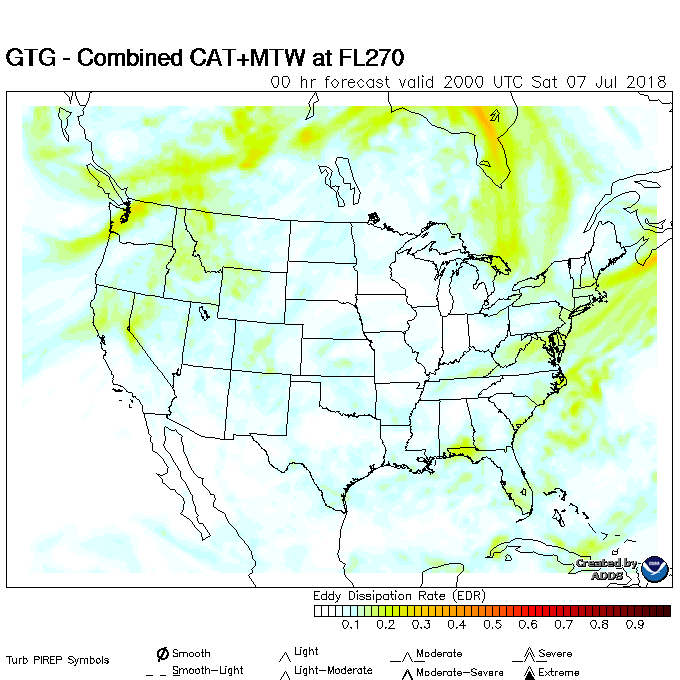 GTG - Combined CAT+MTW at FL270
00 hr forecast valid 2000 UTC Sat 07 Jul 2018
Created by
ADDS
Eddy Dissipation Rate (EDR)
0.1 0.2 0.3 0.4 0.5 0.6 0.7 0.8 0.9
Turb PIREP Symbols
Smooth Light Moderate Severe
Smooth-Light Light-Moderate Moderate-Severe Extreme